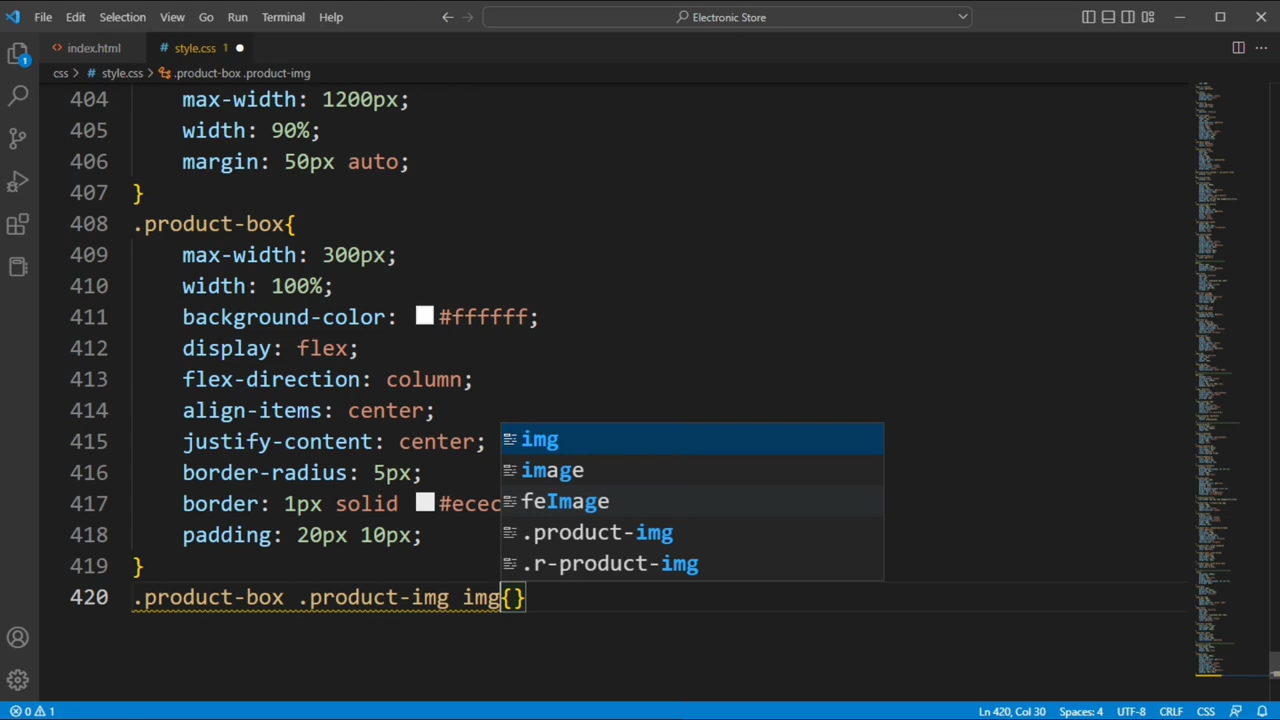 File Edit Selection View Go Run Terminal Help Electronic Store
index.html # style.css 1
css > # style.css > .product-box .product-img
404 max-width: 1200px;
405 width: 90%;
406 margin: 50px auto;
407 }
408 .product-box{
409 max-width: 300px;
410 width: 100%;
411 background-color: #ffffff;
412 display: flex;
413 flex-direction: column;
414 align-items: center;
415 justify-content: center;
416 border-radius: 5px;
417 border: 1px solid #ecec
418 padding: 20px 10px;
419 }
420 .product-box .product-img img{}
img
image
feImage
.product-img
.r-product-img
1
0 1 Ln 420, Col 30 Spaces: 4 UTF-8 CRLF CSS